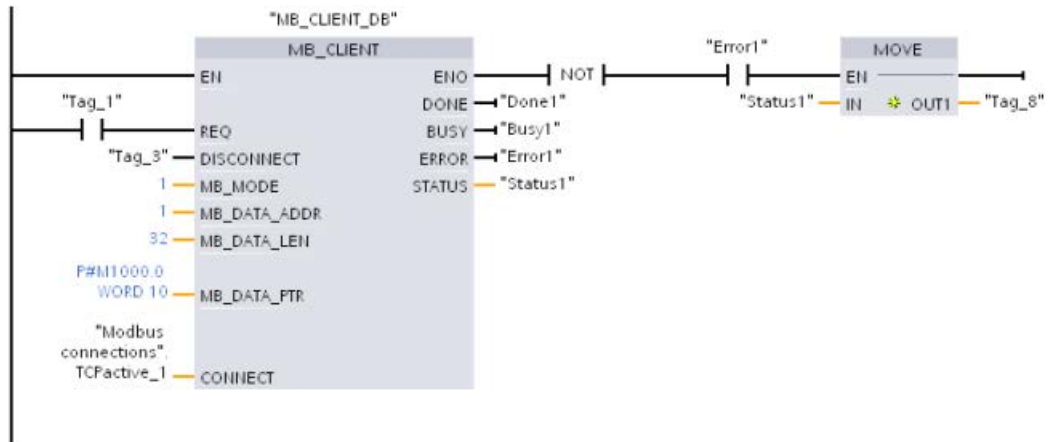 "MB_CLIENT_DB"
MB_CLIENT
"Error1"
MOVE
EN
ENO
NOT
EN
"Tag_1"
DONE
"Done1"
"Status1"
IN
OUT1
"Tag_8"
REQ
BUSY
"Busy1"
"Tag_3"
DISCONNECT
ERROR
"Error1"
1
MB_MODE
STATUS
"Status1"
1
MB_DATA_ADDR
32
MB_DATA_LEN
P#M1000.0
WORD 10
MB_DATA_PTR
"Modbus
connections".
TCPactive_1
CONNECT